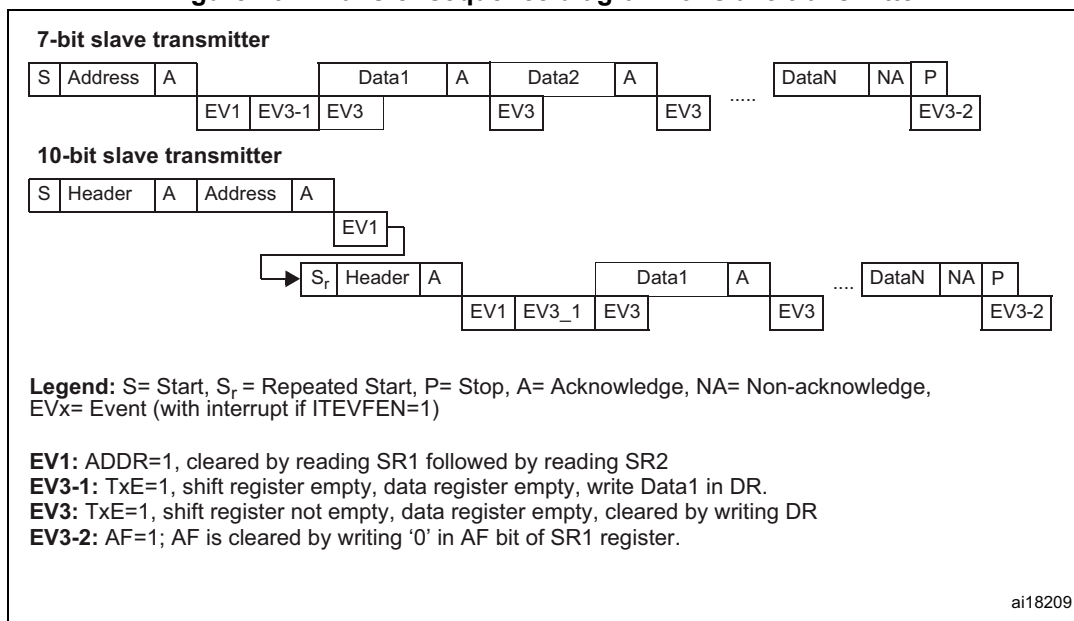 7-bit slave transmitter
S Address A Data1 A Data2 A ..... DataN NA P
EV1 EV3-1 EV3 EV3 EV3 EV3-2
10-bit slave transmitter
S Header A Address A
EV1
Sr Header A Data1 A .... DataN NA P
EV1 EV3_1 EV3 EV3 EV3-2
Legend: S= Start, Sr = Repeated Start, P= Stop, A= Acknowledge, NA= Non-acknowledge,
EVx= Event (with interrupt if ITEVFEN=1)
EV1: ADDR=1, cleared by reading SR1 followed by reading SR2
EV3-1: TxE=1, shift register empty, data register empty, write Data1 in DR.
EV3: TxE=1, shift register not empty, data register empty, cleared by writing DR
EV3-2: AF=1; AF is cleared by writing ‘0’ in AF bit of SR1 register.
ai18209